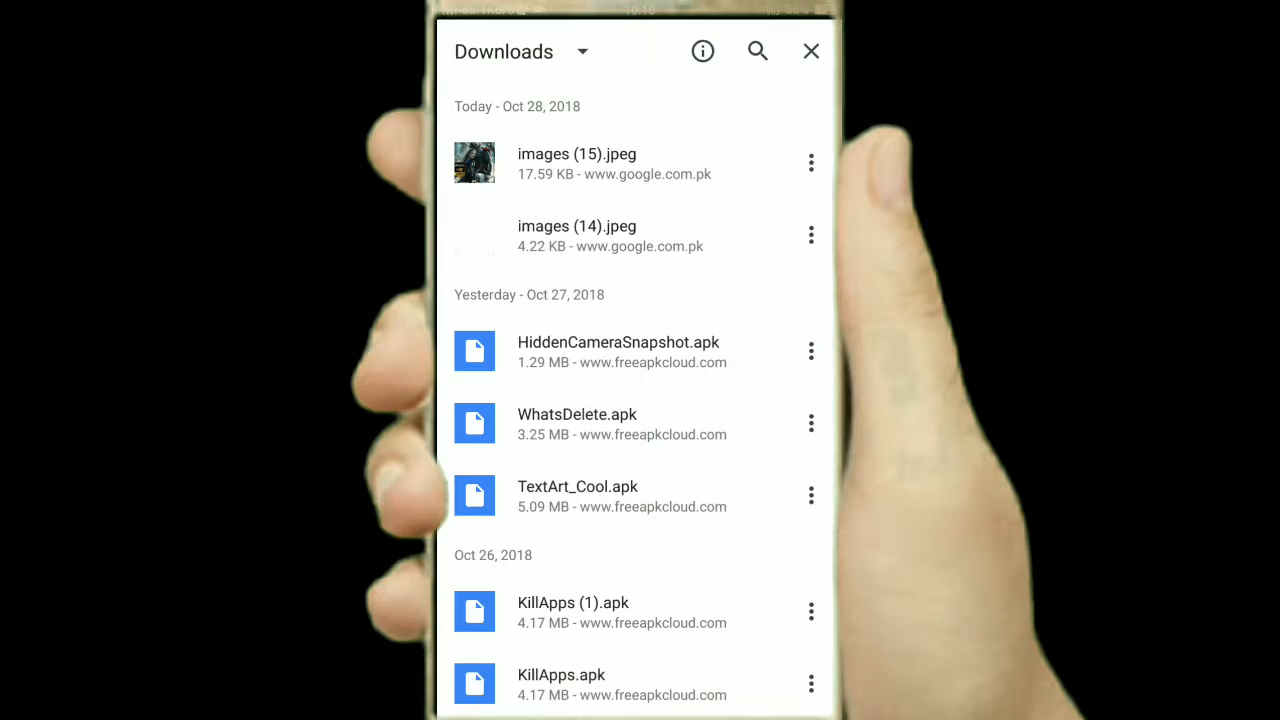 Downloads
Today - Oct 28, 2018
images (15).jpeg
17.59 KB - www.google.com.pk
images (14).jpeg
4.22 KB - www.google.com.pk
Yesterday - Oct 27, 2018
HiddenCameraSnapshot.apk
1.29 MB - www.freeapkcloud.com
WhatsDelete.apk
3.25 MB - www.freeapkcloud.com
TextArt_Cool.apk
5.09 MB - www.freeapkcloud.com
Oct 26, 2018
KillApps (1).apk
4.17 MB - www.freeapkcloud.com
KillApps.apk
4.17 MB - www.freeapkcloud.com